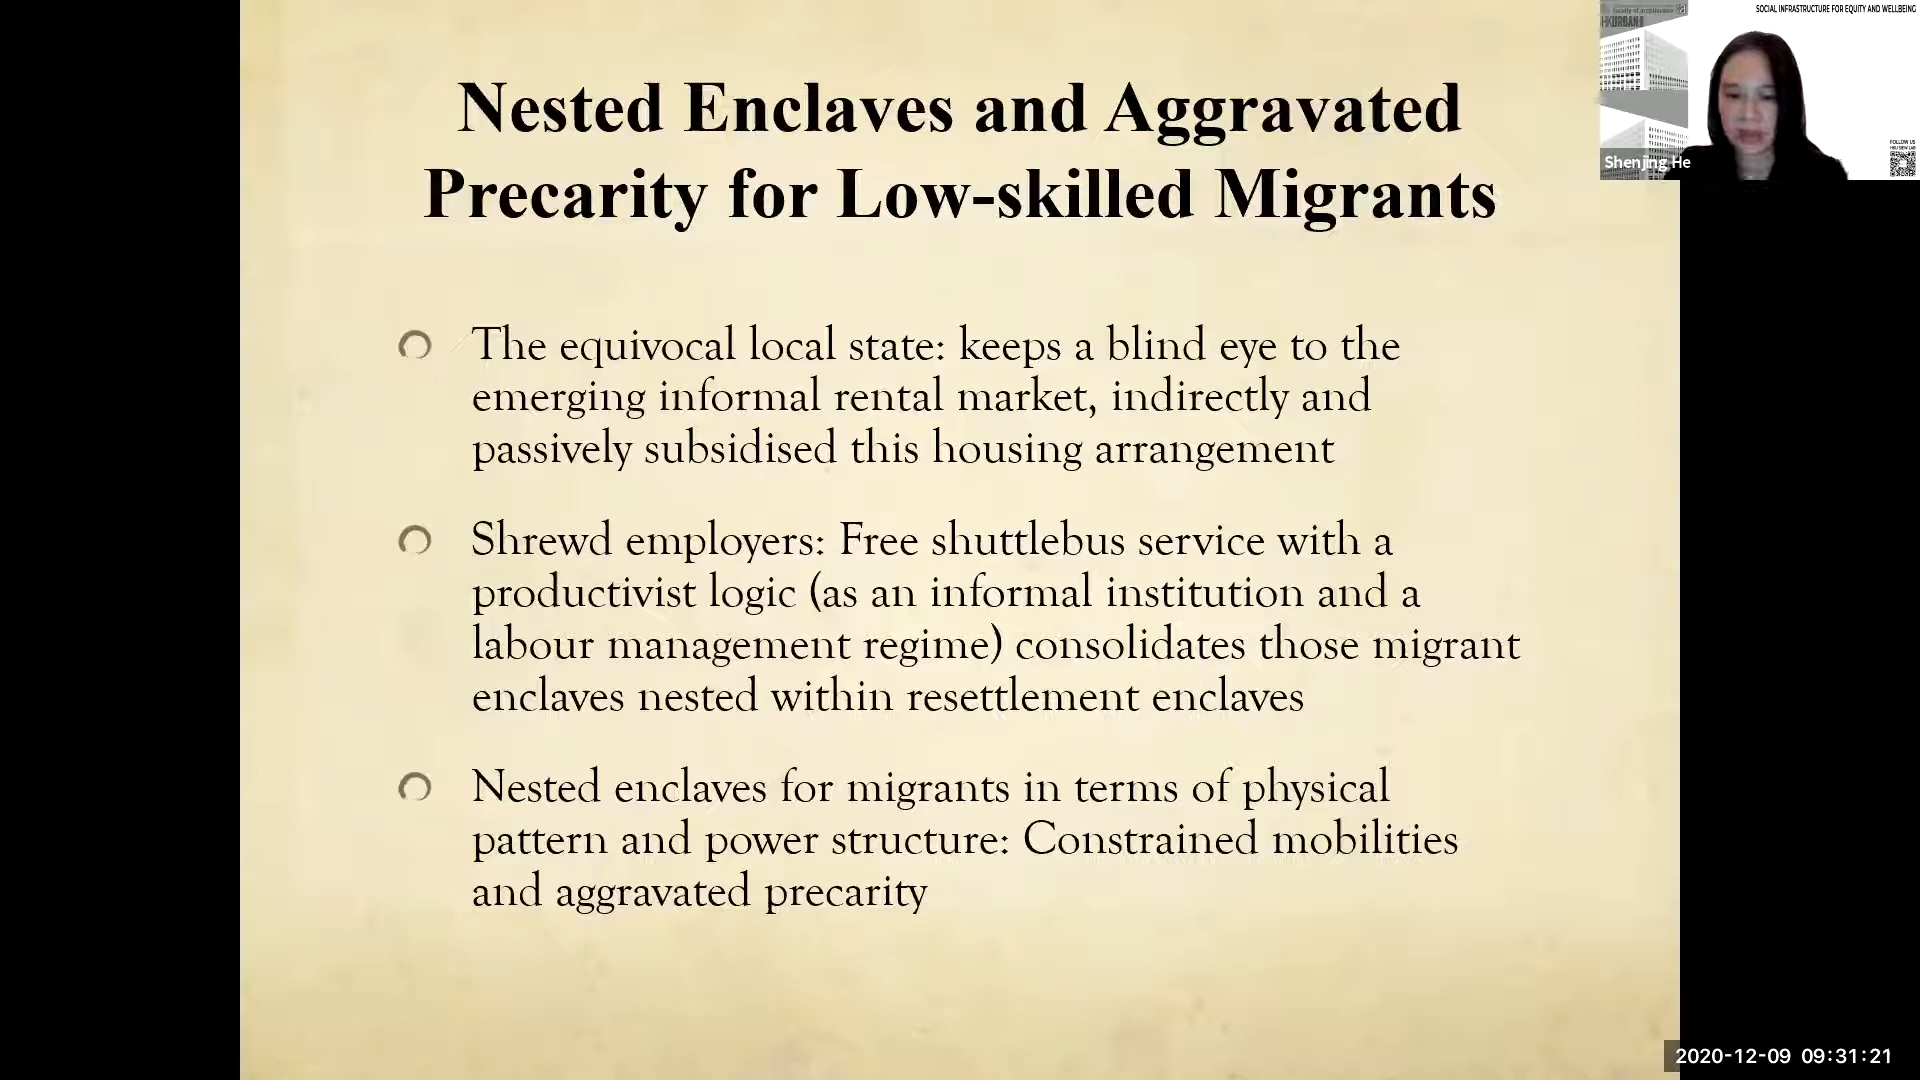 Nested Enclaves and Aggravated
Precarity for Low-skilled Migrants
The equivocal local state: keeps a blind eye to the
emerging informal rental market, indirectly and
passively subsidised this housing arrangement
Shrewd employers: Free shuttlebus service with a
productivist logic (as an informal institution and a
labour management regime) consolidates those migrant
enclaves nested within resettlement enclaves
Nested enclaves for migrants in terms of physical
pattern and power structure: Constrained mobilities
and aggravated precarity
SOCIAL INFRASTRUCTURE FOR EQUITY AND WELLBEING
Shenjing He
FOLLOW US
2020-12-09 09:31:21